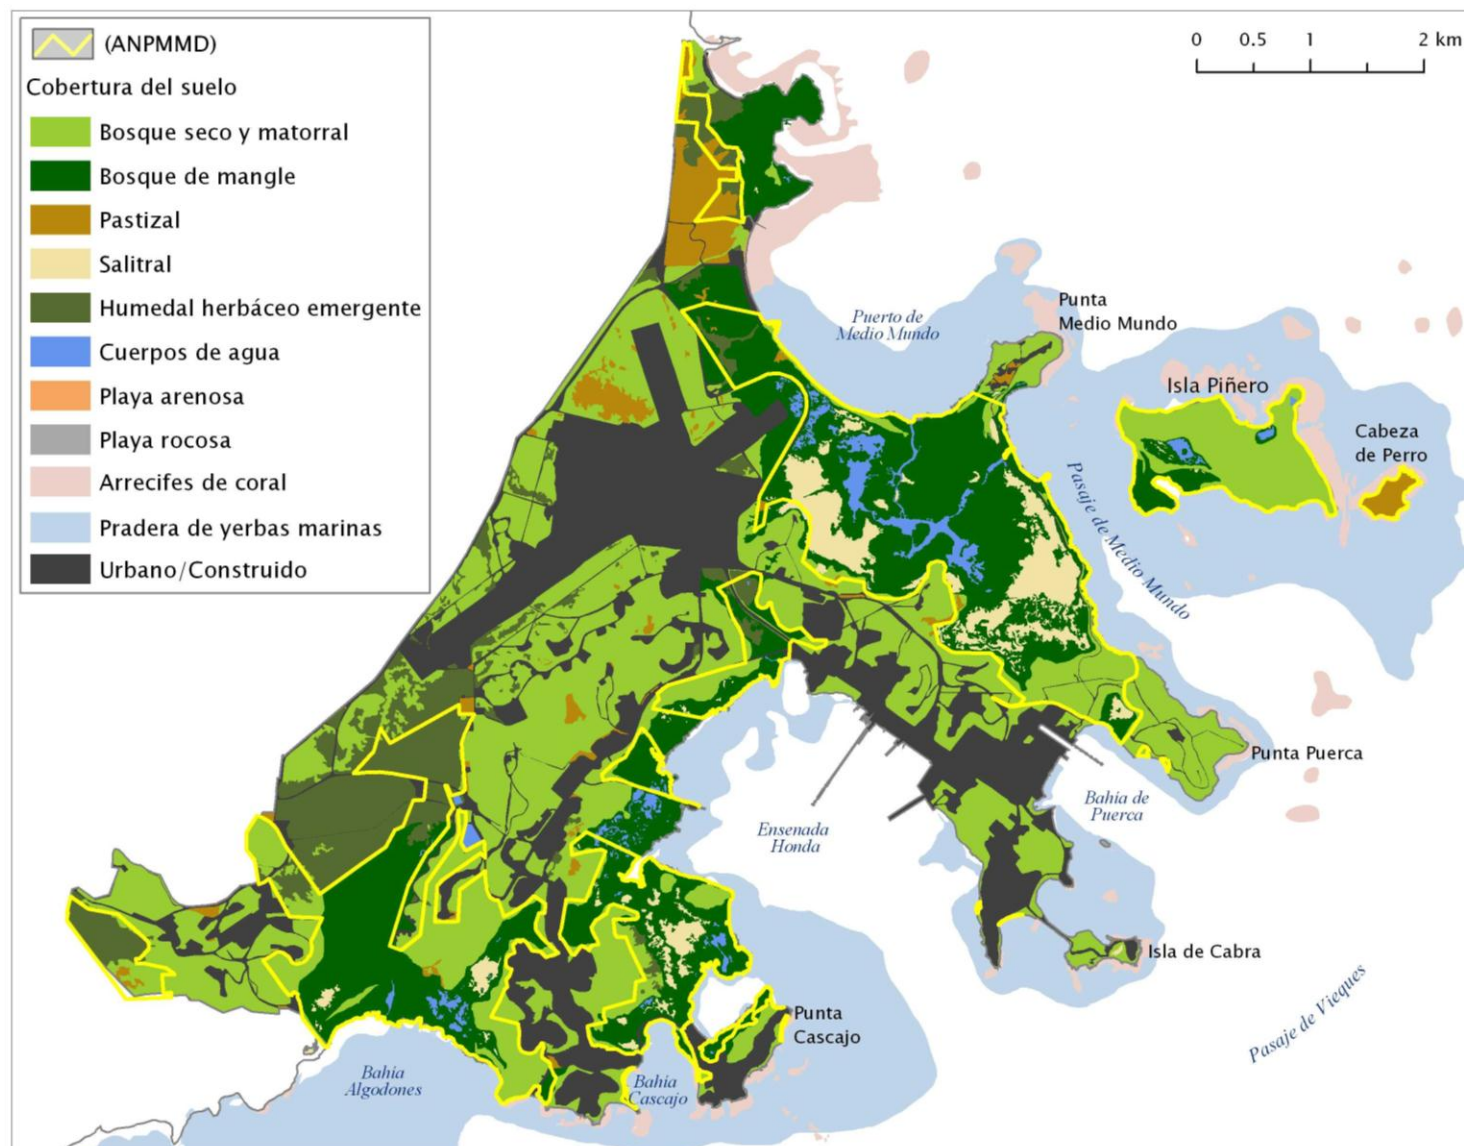 (ANPMMD)
Cobertura del suelo
Bosque seco y matorral
Bosque de mangle
Pastizal
Salitral
Humedal herbáceo emergente
Cuerpos de agua
Playa arenosa
Playa rocosa
Arrecifes de coral
Pradera de yerbas marinas
Urbano/Construido
0 0.5 1 2 km
Puerto de
Medio Mundo
Punta
Medio Mundo
Isla Piñero
Cabeza
de Perro
Pasaje de Medio Mundo
Punta Puerca
Bahía de
Puerca
Ensenada
Honda
Isla de Cabra
Punta
Cascajo
Pasaje de Vieques
Bahía
Algodones
Bahía
Cascajo